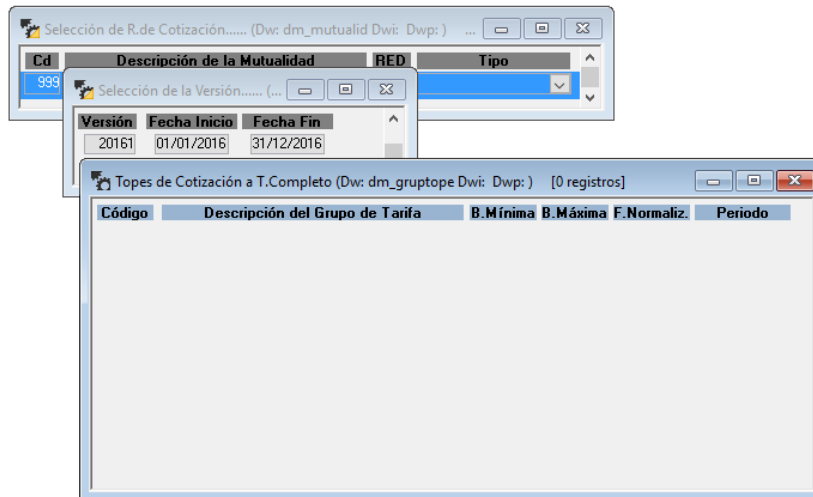 Selección de R.de Cotización...... (Dw: dm_mutualid Dwi: Dwp: ) ...
Cd Descripción de la Mutualidad RED Tipo
999
Selección de la Versión...... (...
Versión Fecha Inicio Fecha Fin
20161 01/01/2016 31/12/2016
Topes de Cotización a T.Completo (Dw: dm_gruptope Dwi: Dwp: ) [0 registros]
Código Descripción del Grupo de Tarifa B.Mínima B.Máxima F.Normaliz. Periodo